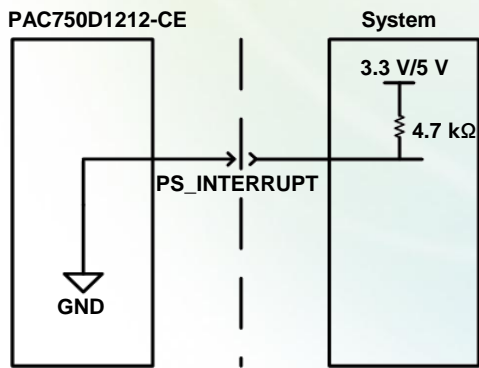 PAC750D1212-CE
System
3.3 V/5 V
4.7 kΩ
PS_INTERRUPT
GND